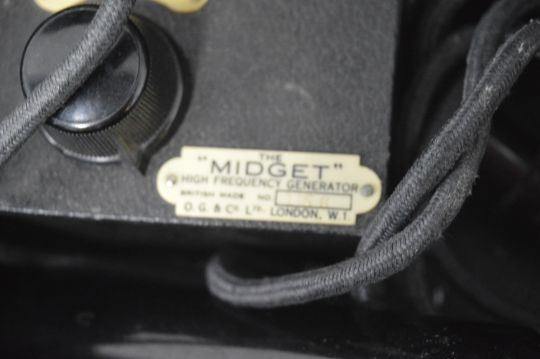 THE
"MIDGET"
HIGH FREQUENCY GENERATOR
BRITISH MADE NO
O. G. & Co. LTD. LONDON, W.1.